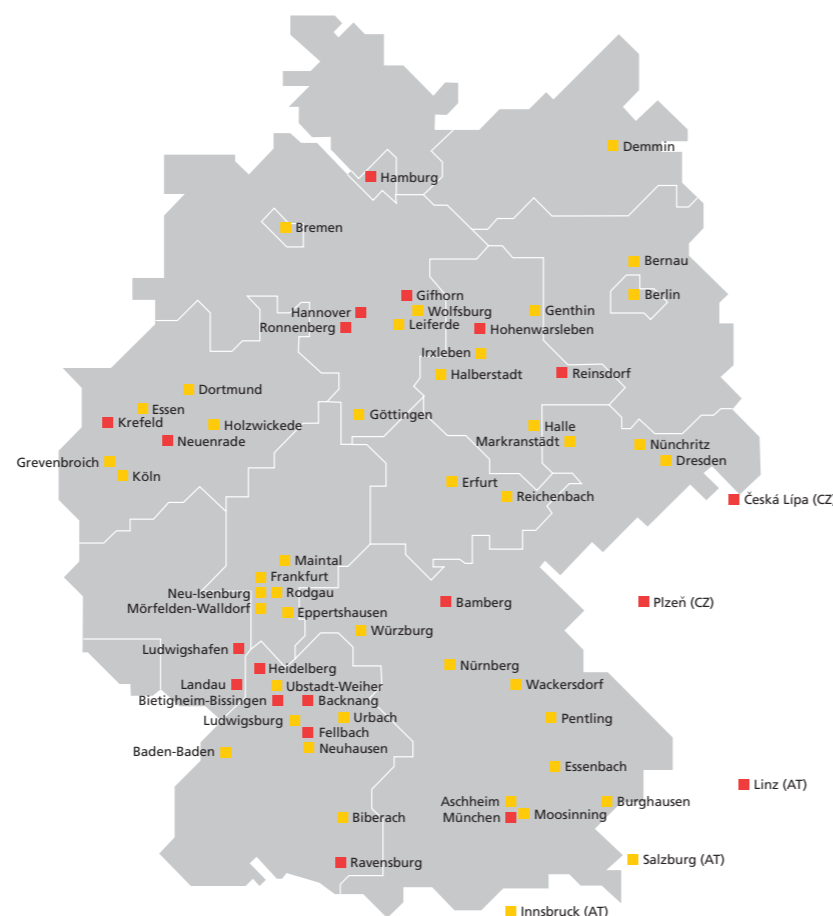 Demmin
Hamburg
Bremen
Bernau
Berlin
Gifhorn
Hannover
Wolfsburg
Genthin
Ronnenberg
Leiferde
Hohenwarsleben
Irxleben
Halberstadt
Reinsdorf
Dortmund
Essen
Göttingen
Krefeld
Holzwickede
Halle
Neuenrade
Markranstädt
Nünchritz
Grevenbroich
Dresden
Köln
Erfurt
Reichenbach
Česká Lípa (CZ)
Maintal
Frankfurt
Neu-Isenburg
Rodgau
Mörfelden-Walldorf
Eppertshausen
Bamberg
Plzeň (CZ)
Würzburg
Ludwigshafen
Heidelberg
Nürnberg
Landau
Ubstadt-Weiher
Wackersdorf
Bietigheim-Bissingen
Backnang
Ludwigsburg
Urbach
Pentling
Fellbach
Baden-Baden
Neuhausen
Essenbach
Linz (AT)
Aschheim
Burghausen
München
Moosinning
Biberach
Ravensburg
Salzburg (AT)
Innsbruck (AT)